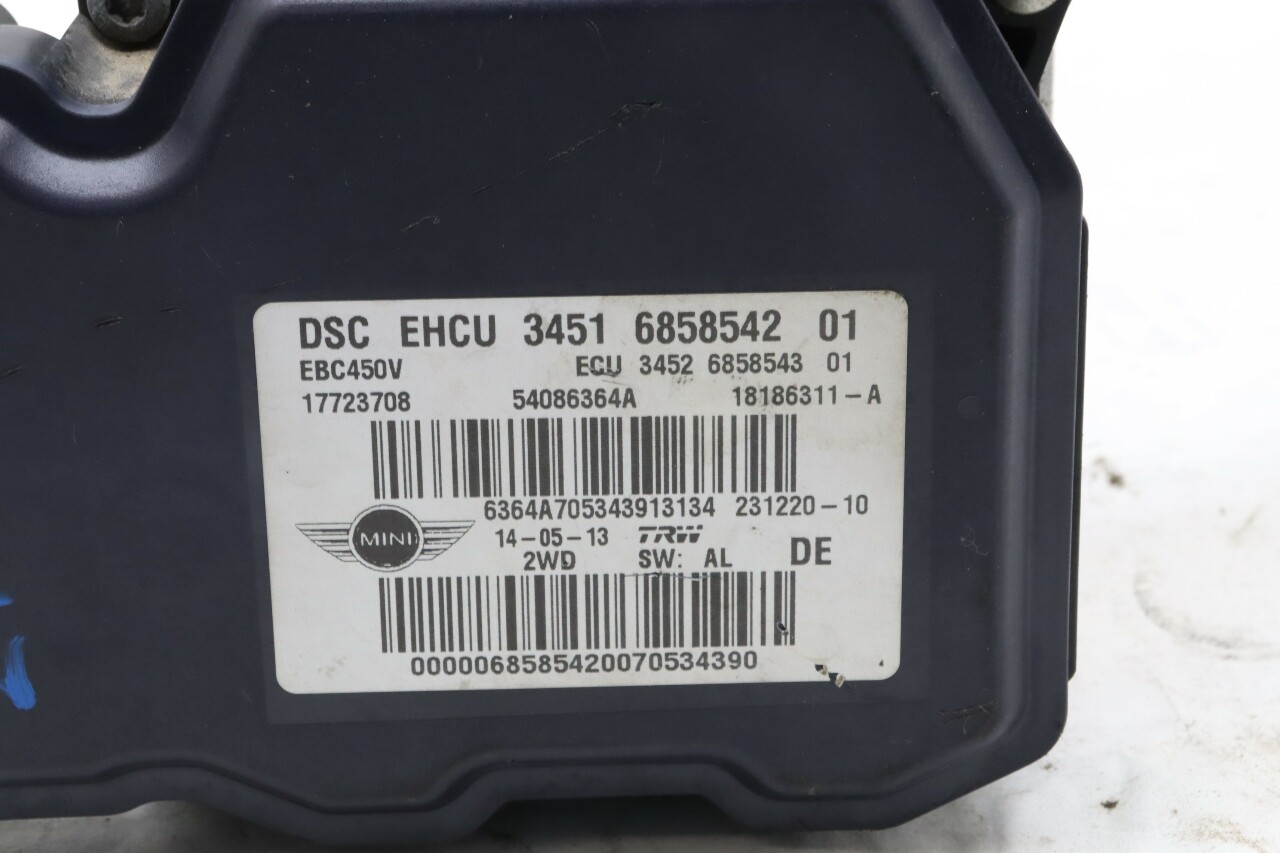 DSC EHCU 3451 6858542 01
EBC450V ECU 3452 6858543 01
17723708 54086364A 18186311-A
6364A705343913134 231220-10
MINI 14-05-13 TRW
2WD SW: AL DE
0000068585420070534390